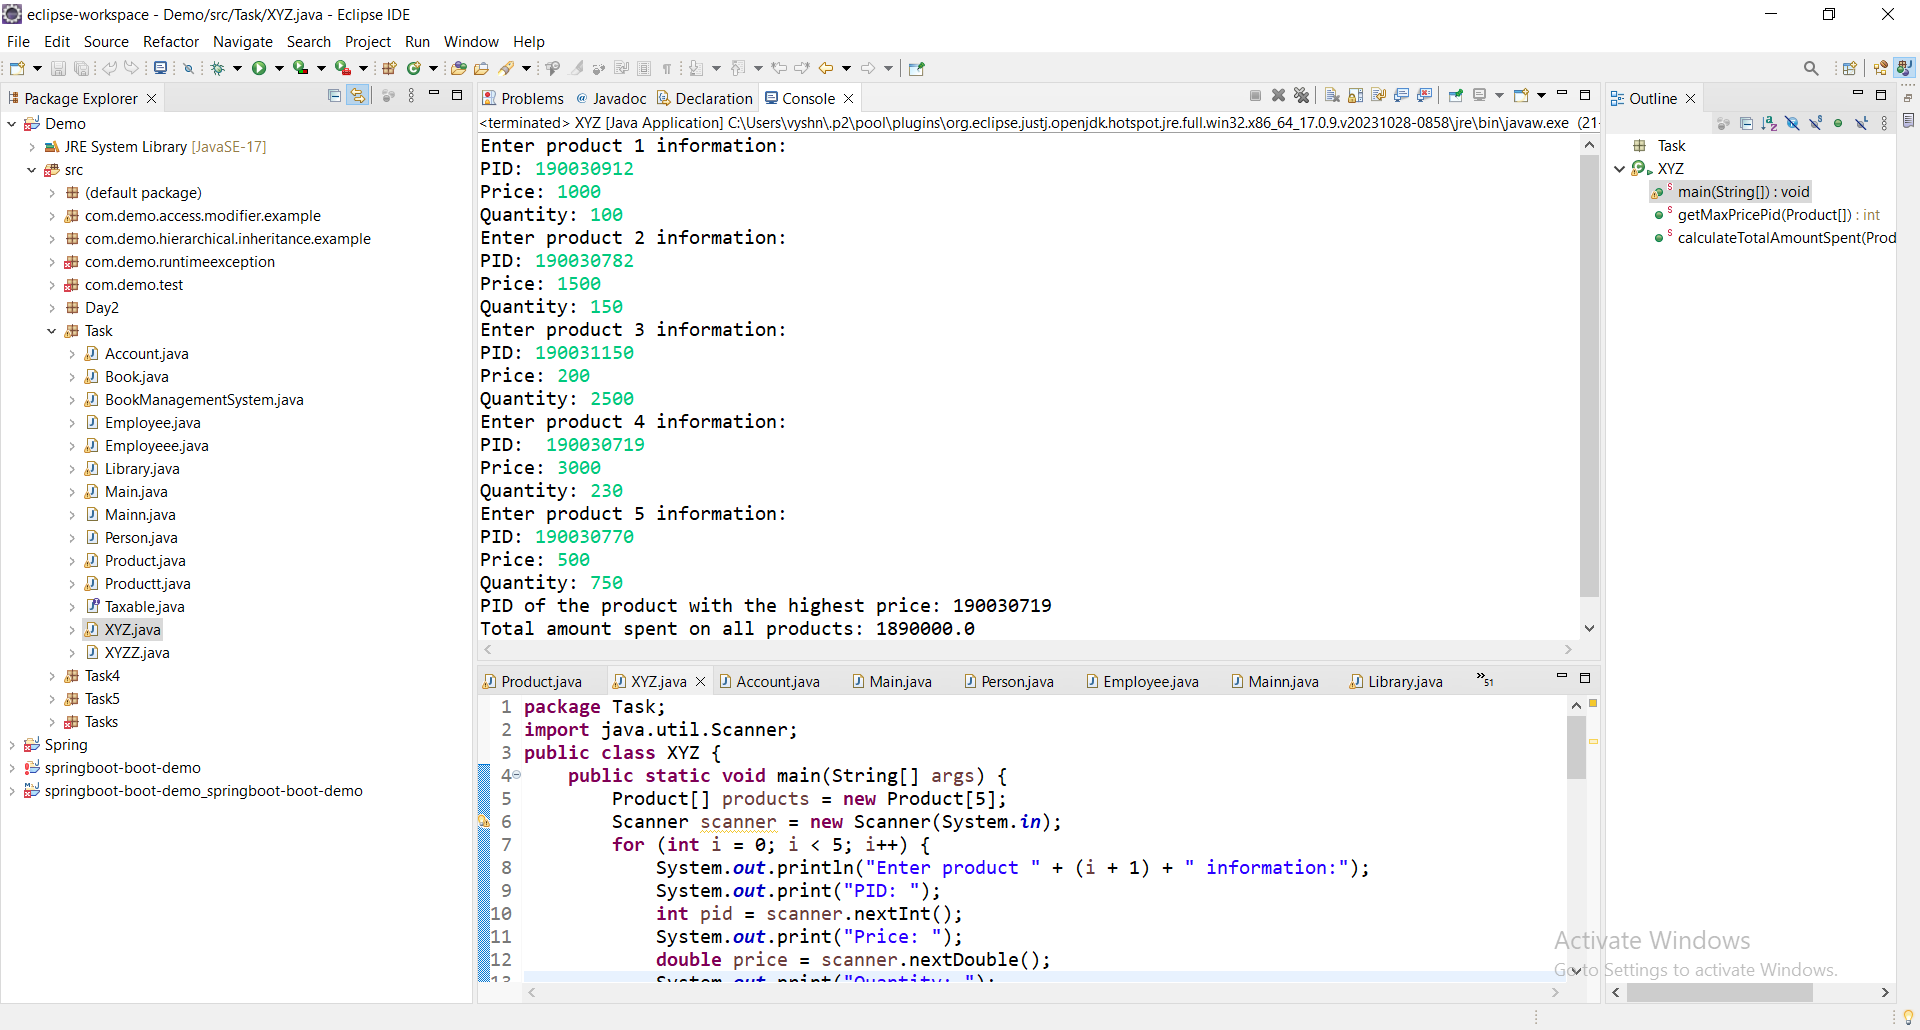 eclipse-workspace - Demo/src/Task/XYZ.java - Eclipse IDE
File Edit Source Refactor Navigate Search Project Run Window Help
Package Explorer
Demo
JRE System Library [JavaSE-17]
src
(default package)
com.demo.access.modifier.example
com.demo.hierarchical.inheritance.example
com.demo.runtimeexception
com.demo.test
Day2
Task
Account.java
Book.java
BookManagementSystem.java
Employee.java
Employeee.java
Library.java
Main.java
Mainn.java
Person.java
Product.java
Productt.java
Taxable.java
XYZ.java
XYZZ.java
Task4
Task5
Tasks
Spring
springboot-boot-demo
springboot-boot-demo_springboot-boot-demo
Problems Javadoc Declaration Console
<terminated> XYZ [Java Application] C:\Users\vyshn\.p2\pool\plugins\org.eclipse.justj.openjdk.hotspot.jre.full.win32.x86_64_17.0.9.v20231028-0858\jre\bin\javaw.exe (21-
Enter product 1 information:
PID: 190030912
Price: 1000
Quantity: 100
Enter product 2 information:
PID: 190030782
Price: 1500
Quantity: 150
Enter product 3 information:
PID: 190031150
Price: 200
Quantity: 2500
Enter product 4 information:
PID:  190030719
Price: 3000
Quantity: 230
Enter product 5 information:
PID: 190030770
Price: 500
Quantity: 750
PID of the product with the highest price: 190030719
Total amount spent on all products: 1890000.0
Product.java XYZ.java Account.java Main.java Person.java Employee.java Mainn.java Library.java »51
1 package Task;
2 import java.util.Scanner;
3 public class XYZ {
4 public static void main(String[] args) {
5 Product[] products = new Product[5];
6 Scanner scanner = new Scanner(System.in);
7 for (int i = 0; i < 5; i++) {
8 System.out.println("Enter product " + (i + 1) + " information:");
9 System.out.print("PID: ");
10 int pid = scanner.nextInt();
11 System.out.print("Price: ");
12 double price = scanner.nextDouble();
13 System.out.print("Quantity: ");
Outline
Task
XYZ
main(String[]) : void
getMaxPricePid(Product[]) : int
calculateTotalAmountSpent(Prod
Activate Windows
Go to Settings to activate Windows.